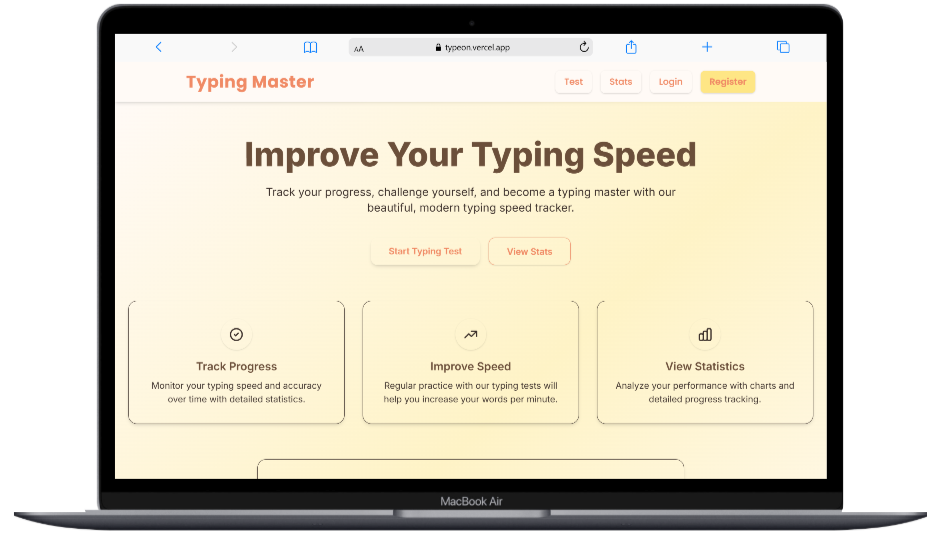 AA typeon.vercel.app
Typing Master
Test
Stats
Login
Register
Improve Your Typing Speed
Track your progress, challenge yourself, and become a typing master with our
beautiful, modern typing speed tracker.
Start Typing Test
View Stats
Track Progress
Monitor your typing speed and accuracy
over time with detailed statistics.
Improve Speed
Regular practice with our typing tests will
help you increase your words per minute.
View Statistics
Analyze your performance with charts and
detailed progress tracking.
MacBook Air